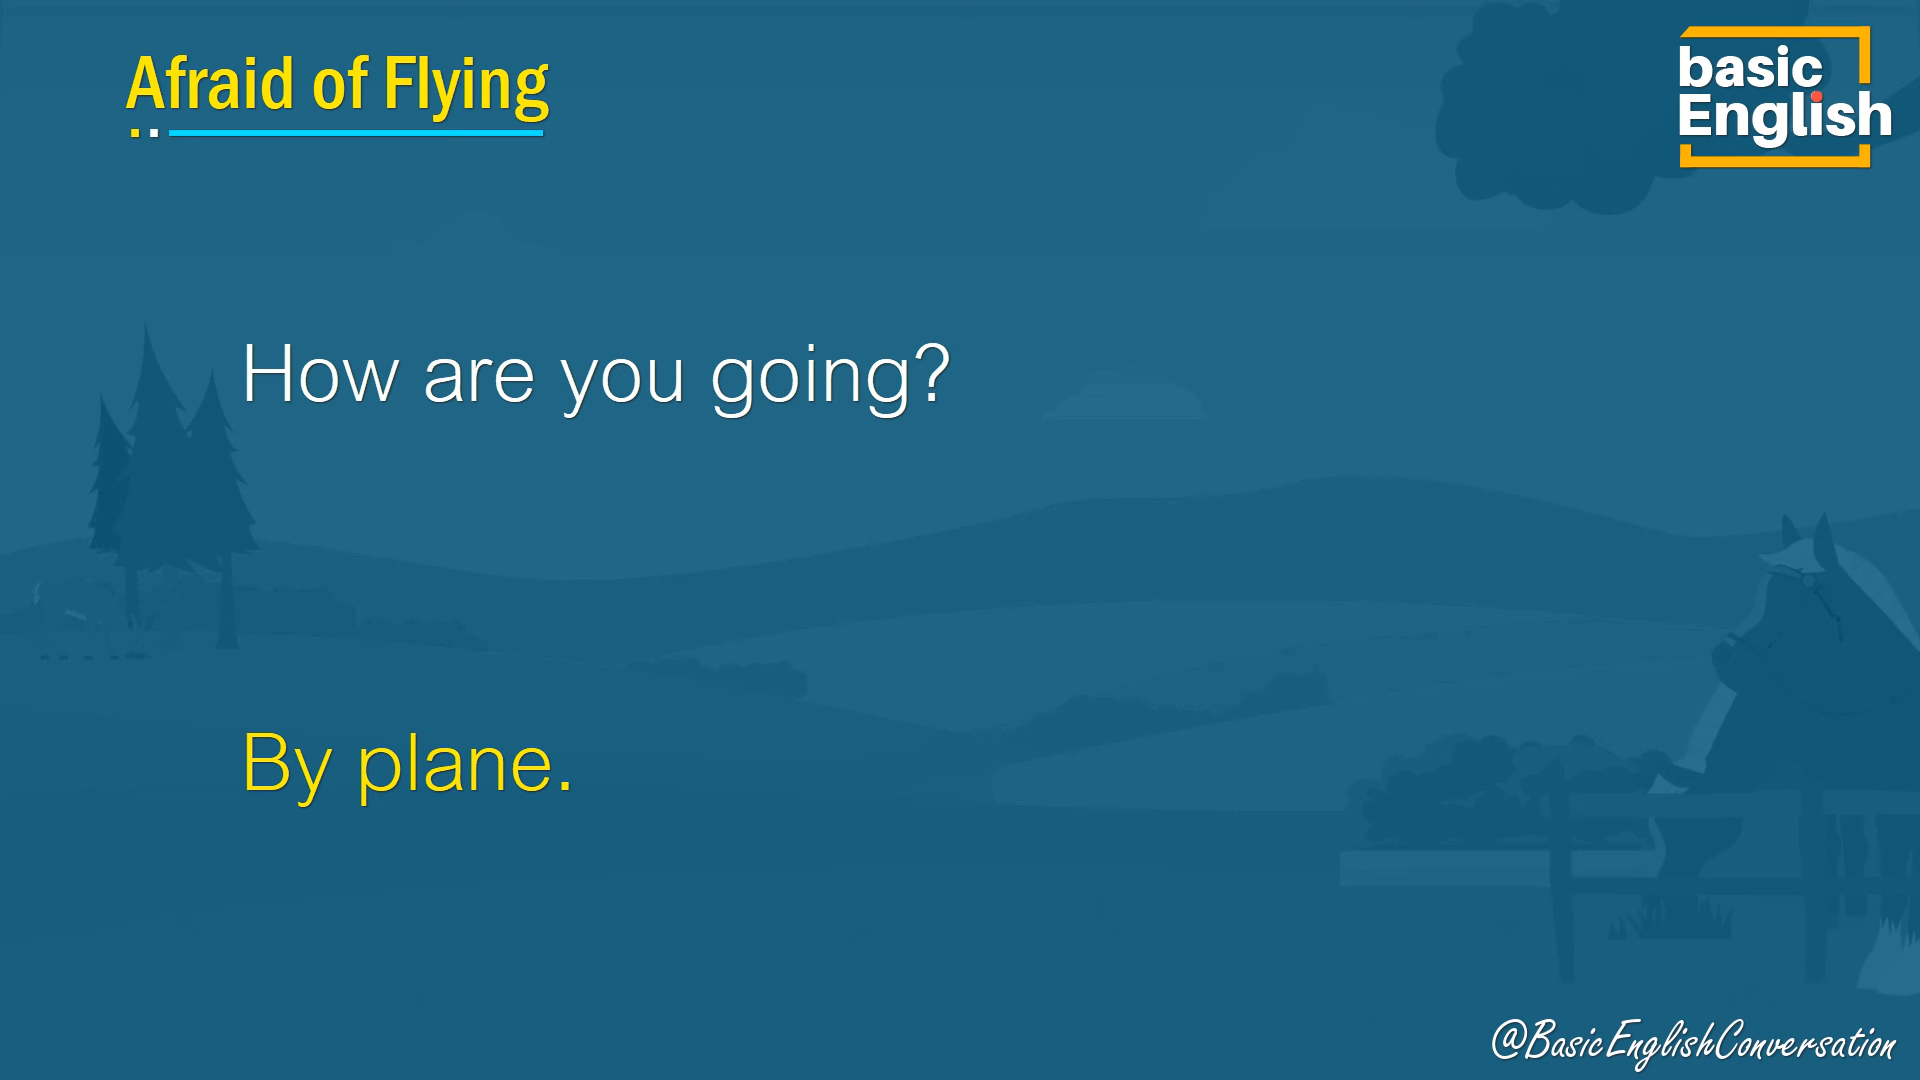 Afraid of Flying
basic
English
How are you going?
By plane.
@BasicEnglishConversation